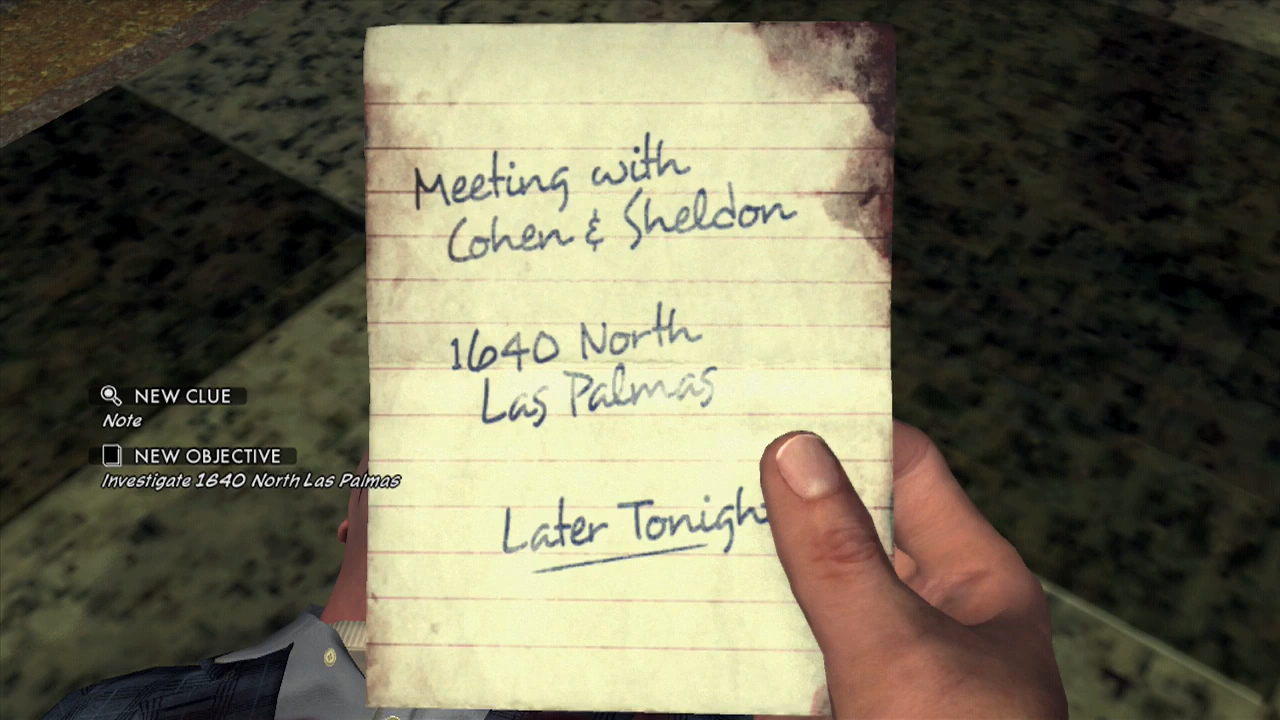 Meeting with
Cohen & Sheldon
1640 North
Las Palmas
Later Tonigh
NEW CLUE
Note
NEW OBJECTIVE
Investigate 1640 North Las Palmas